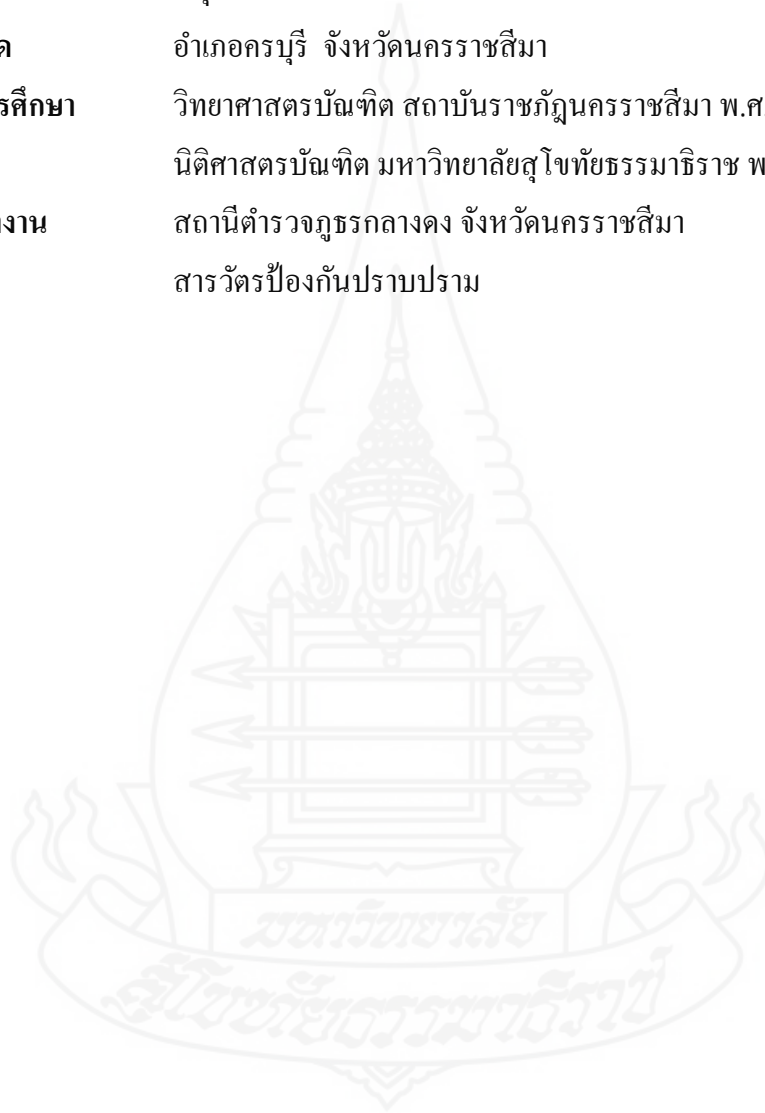 ด อำเภอครบุรี จังหวัดนครราชสีมา
รศึกษา วิทยาศาสตรบัณฑิต สถาบันราชภัฎนครราชสีมา พ.ศ.
นิติศาสตรบัณฑิต มหาวิทยาลัยสุโขทัยธรรมาธิราช พ
งาน สถานีตำรวจภูธรกลางดง จังหวัดนครราชสีมา
สารวัตรป้องกันปราบปราม
มหาวิทยาลัย
สุโขทัยธรรมาธิราช